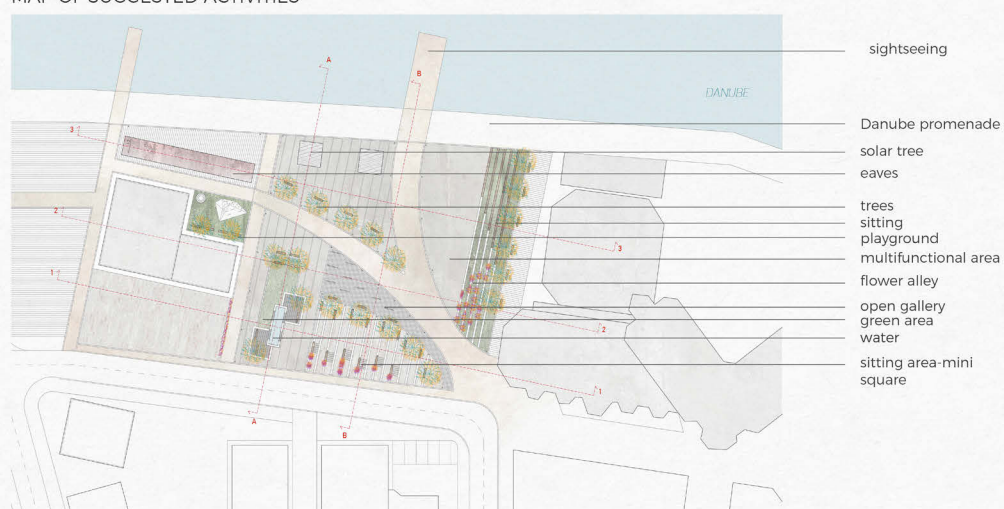 MAP OF SUGGESTED ACTIVITIES
A
B
sightseeing
DANUBE
Danube promenade
3
solar tree
eaves
trees
2
sitting
playground
3
multifunctional area
1
flower alley
open gallery
green area
2
water
sitting area-mini
square
1
A
B